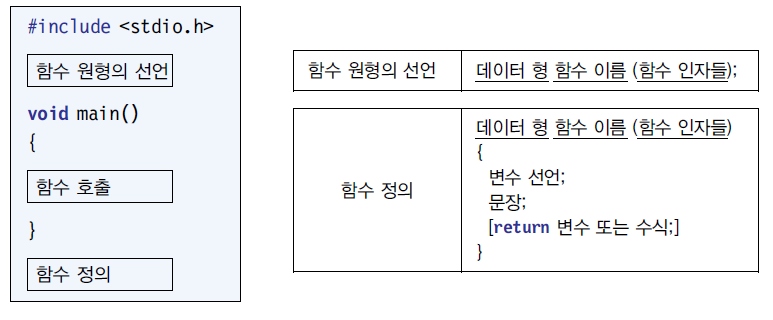 #include <stdio.h>
함수 원형의 선언
void main()
{
함수 호출
}
함수 정의
함수 원형의 선언 데이터 형 함수 이름 (함수 인자들);
함수 정의
데이터 형 함수 이름 (함수 인자들)
{
변수 선언;
문장;
[return 변수 또는 수식;]
}